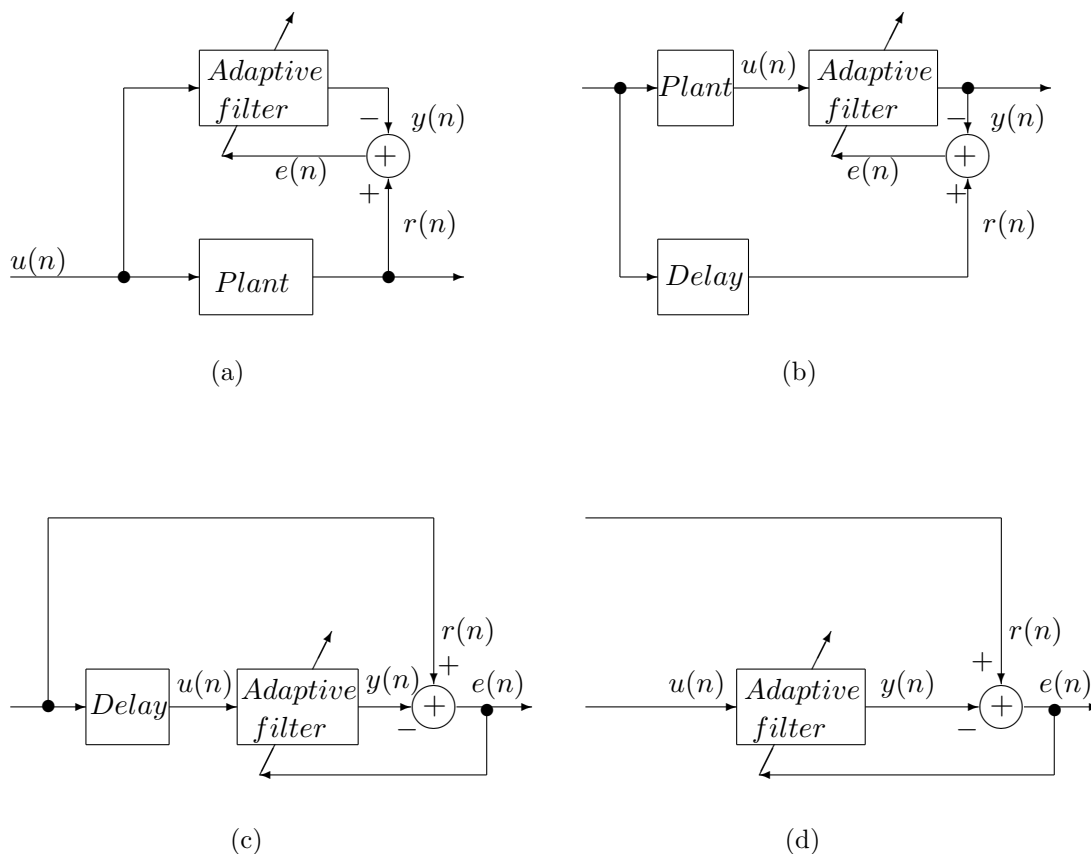 Adaptive
filter
−
y(n)
+
e(n)
+
r(n)
u(n)
Plant
(a)
Plant
u(n)
Adaptive
filter
−
y(n)
+
e(n)
+
r(n)
Delay
(b)
r(n)
+
Delay
u(n)
Adaptive
filter
y(n)
+
e(n)
−
(c)
r(n)
+
u(n)
Adaptive
filter
y(n)
+
e(n)
−
(d)